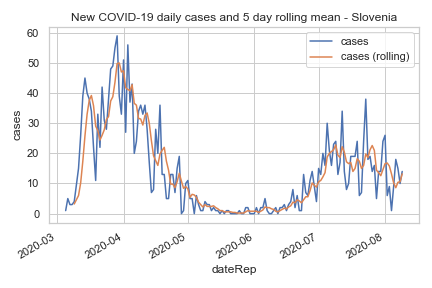 New COVID-19 daily cases and 5 day rolling mean - Slovenia
cases
cases (rolling)
60
50
40
30
20
10
0
cases
2020-03
2020-04
2020-05
2020-06
2020-07
2020-08
dateRep